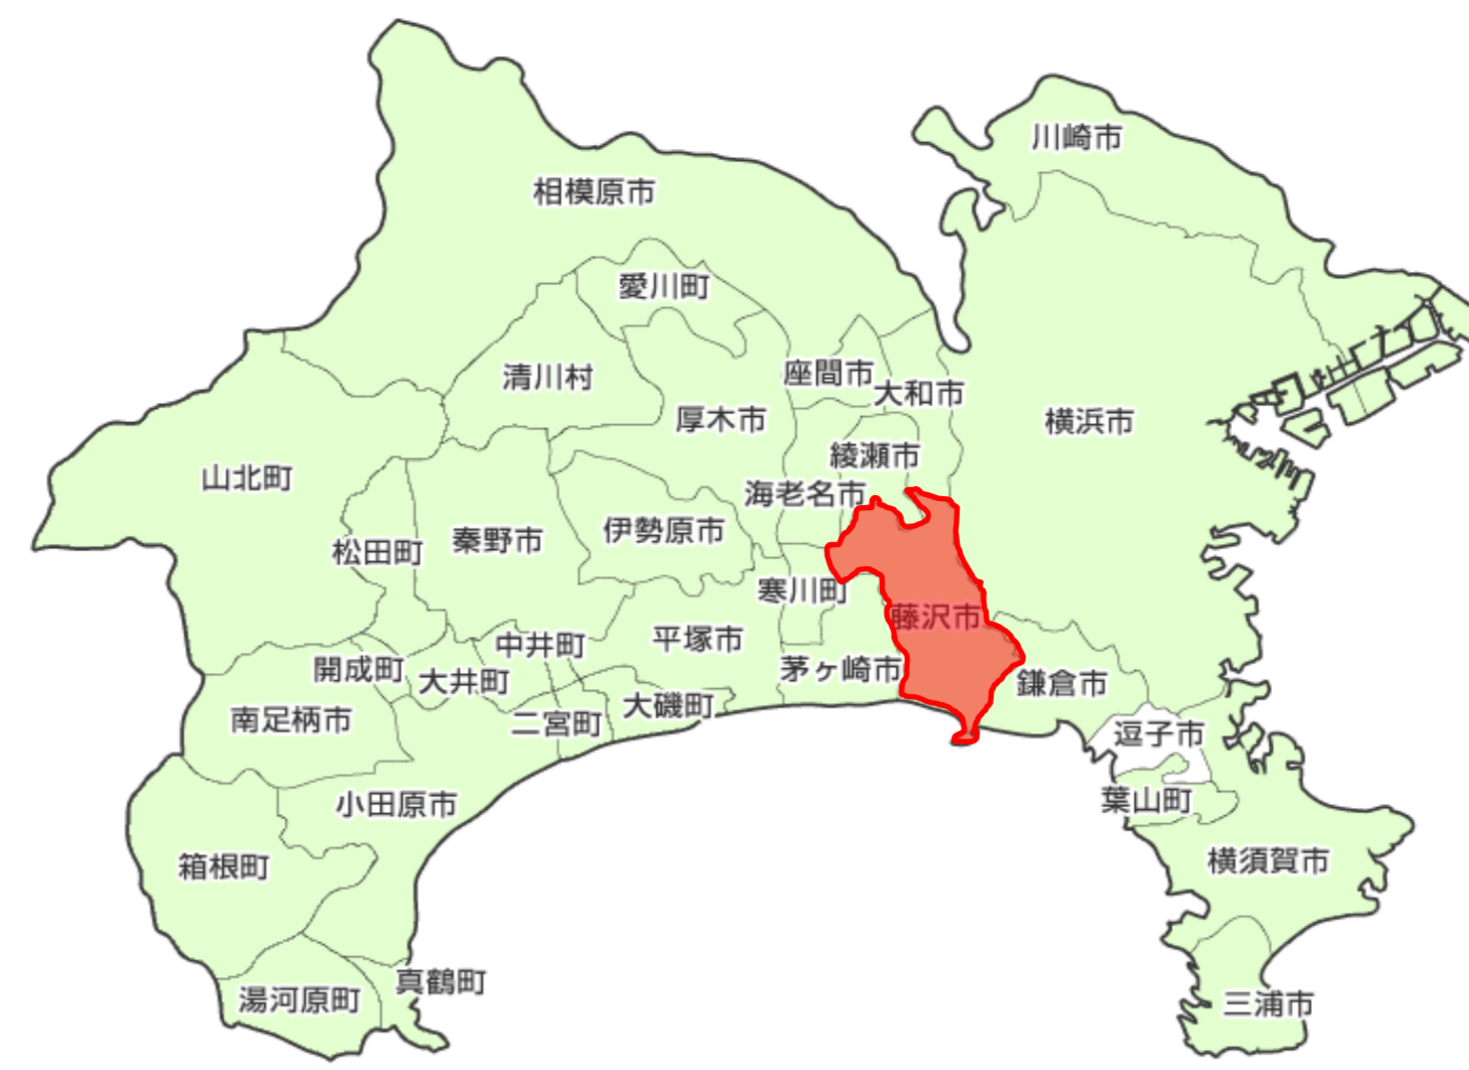 川崎市
相模原市
愛川町
清川村
座間市
大和市
厚木市
横浜市
綾瀬市
山北町
海老名市
伊勢原市
秦野市
松田町
寒川町
藤沢市
中井町
平塚市
開成町
大井町
茅ヶ崎市
鎌倉市
南足柄市
二宮町
大磯町
逗子市
小田原市
葉山町
箱根町
横須賀市
真鶴町
湯河原町
三浦市